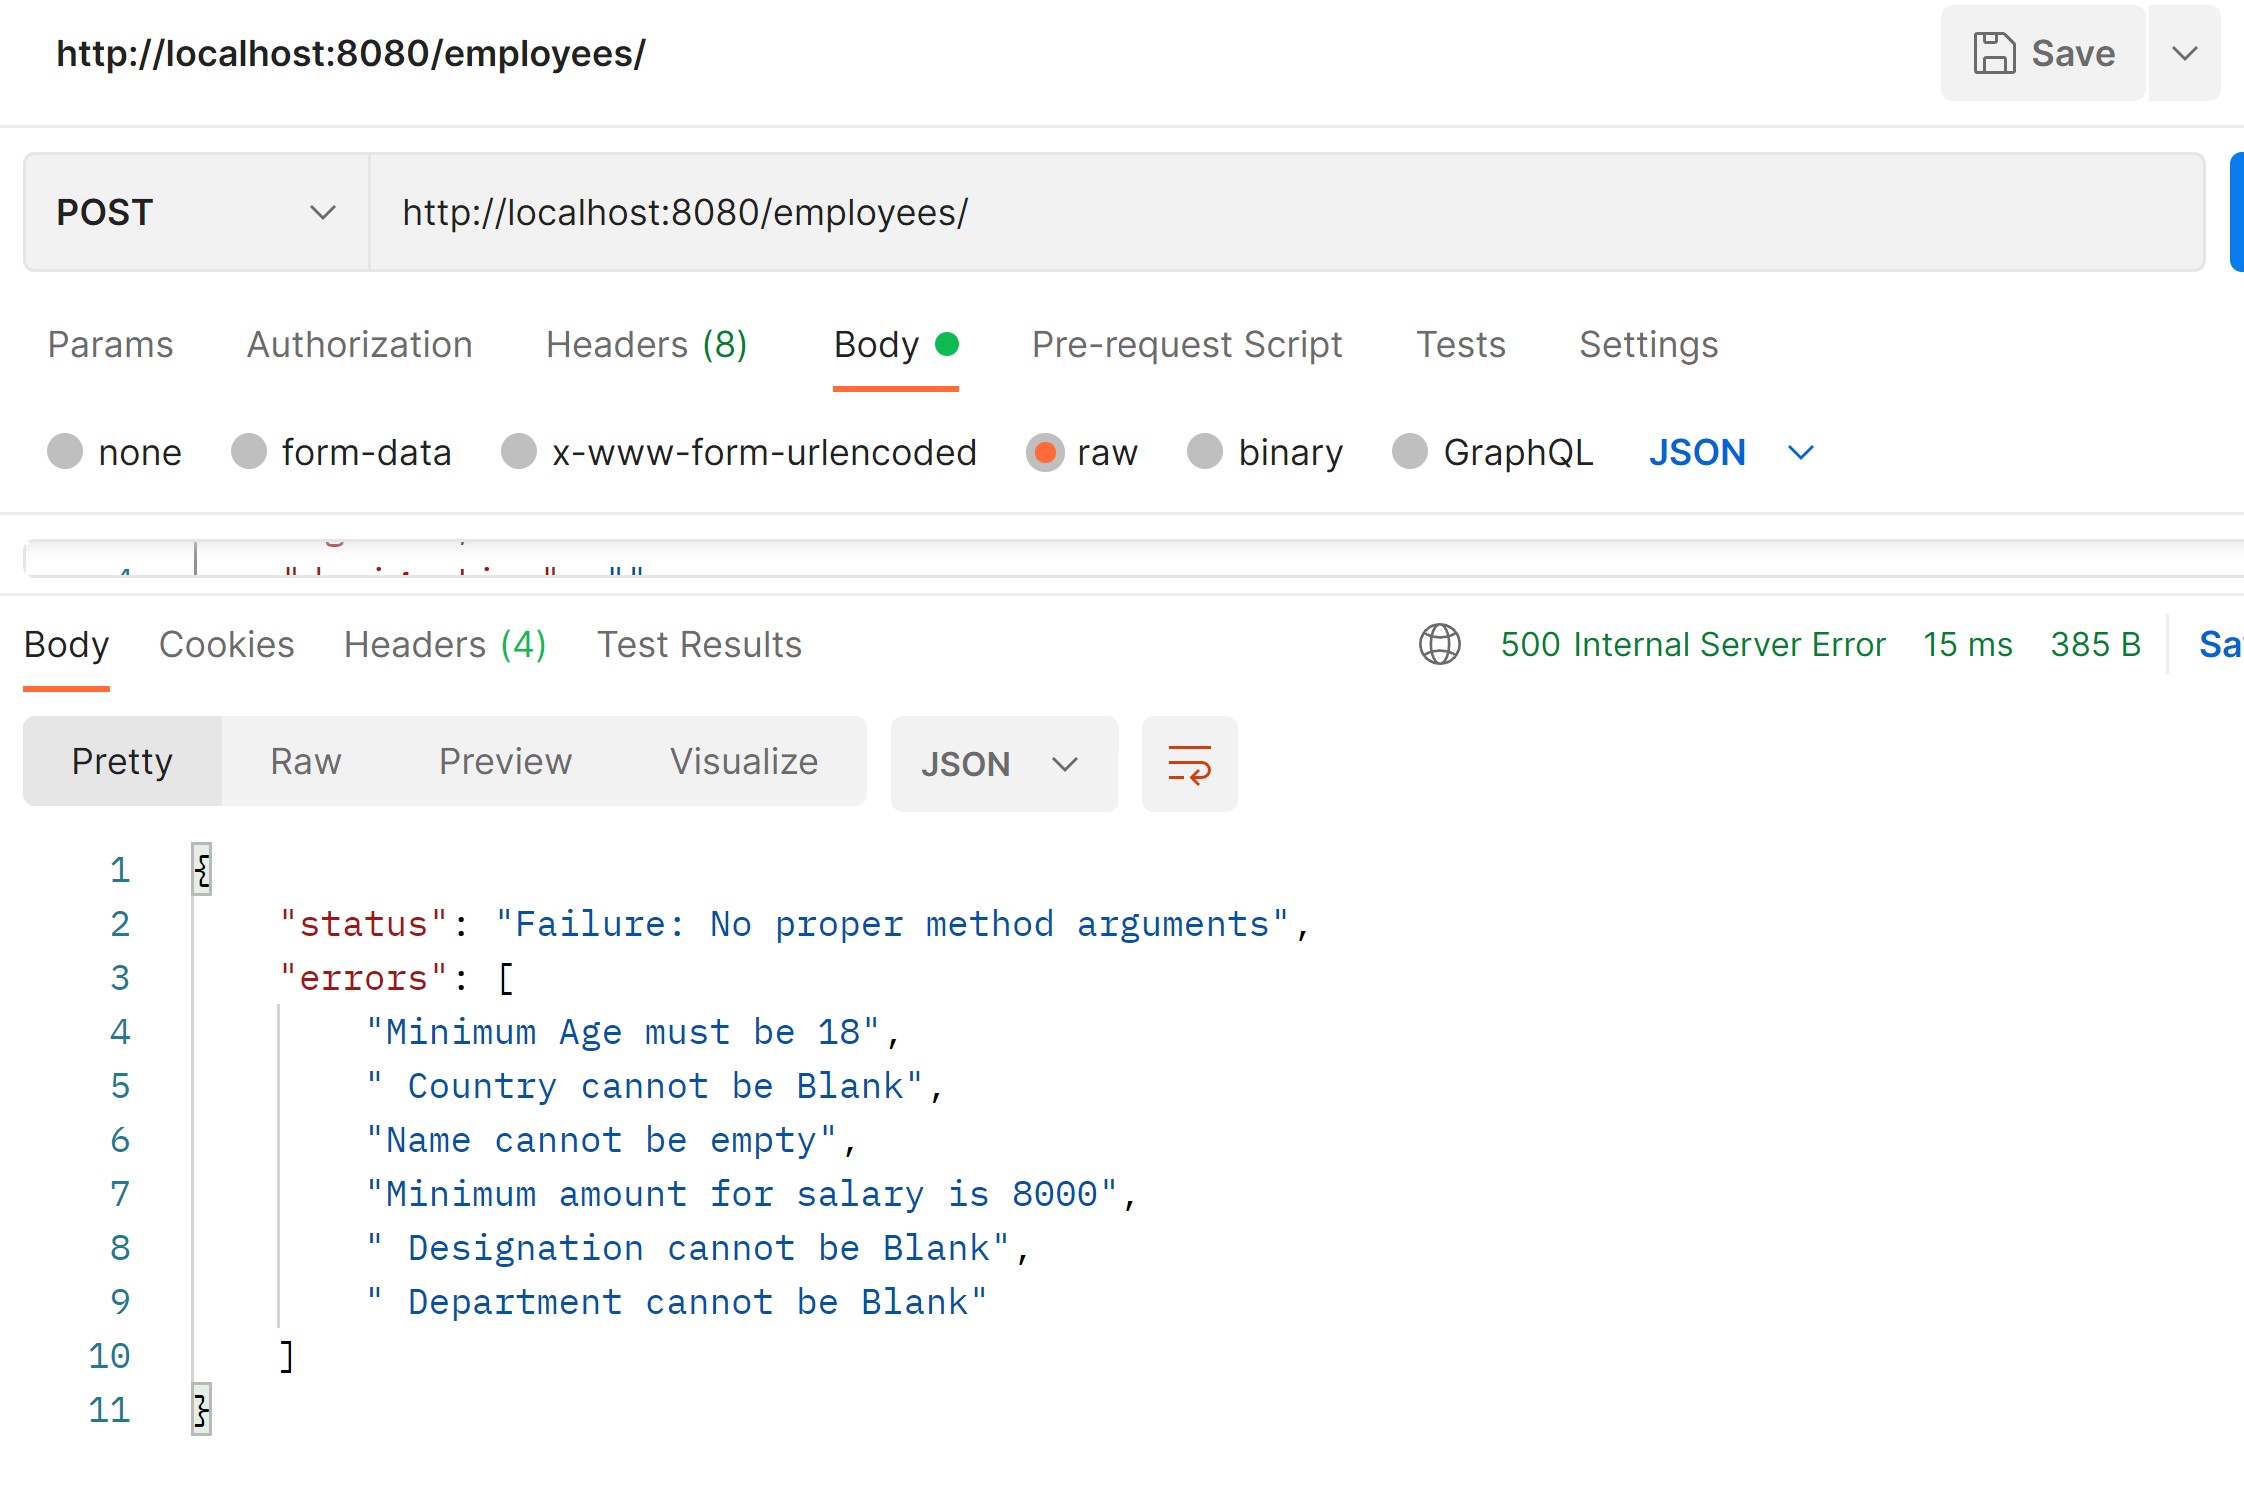 http://localhost:8080/employees/
Save
POST http://localhost:8080/employees/
Params Authorization Headers (8) Body Pre-request Script Tests Settings
none form-data x-www-form-urlencoded raw binary GraphQL JSON
Body Cookies Headers (4) Test Results 500 Internal Server Error 15 ms 385 B
Pretty Raw Preview Visualize JSON
1 {
2 "status": "Failure: No proper method arguments",
3 "errors": [
4 "Minimum Age must be 18",
5 " Country cannot be Blank",
6 "Name cannot be empty",
7 "Minimum amount for salary is 8000",
8 " Designation cannot be Blank",
9 " Department cannot be Blank"
10 ]
11 }